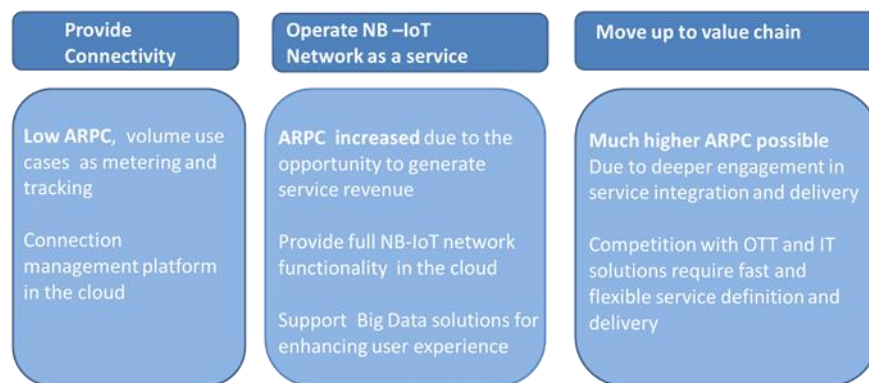 Provide
Connectivity
Operate NB –IoT
Network as a service
Move up to value chain
Low ARPC, volume use
cases as metering and
tracking
Connection
management platform
in the cloud
ARPC increased due to the
opportunity to generate
service revenue
Provide full NB-IoT network
functionality in the cloud
Support Big Data solutions for
enhancing user experience
Much higher ARPC possible
Due to deeper engagement in
service integration and delivery
Competition with OTT and IT
solutions require fast and
flexible service definition and
delivery